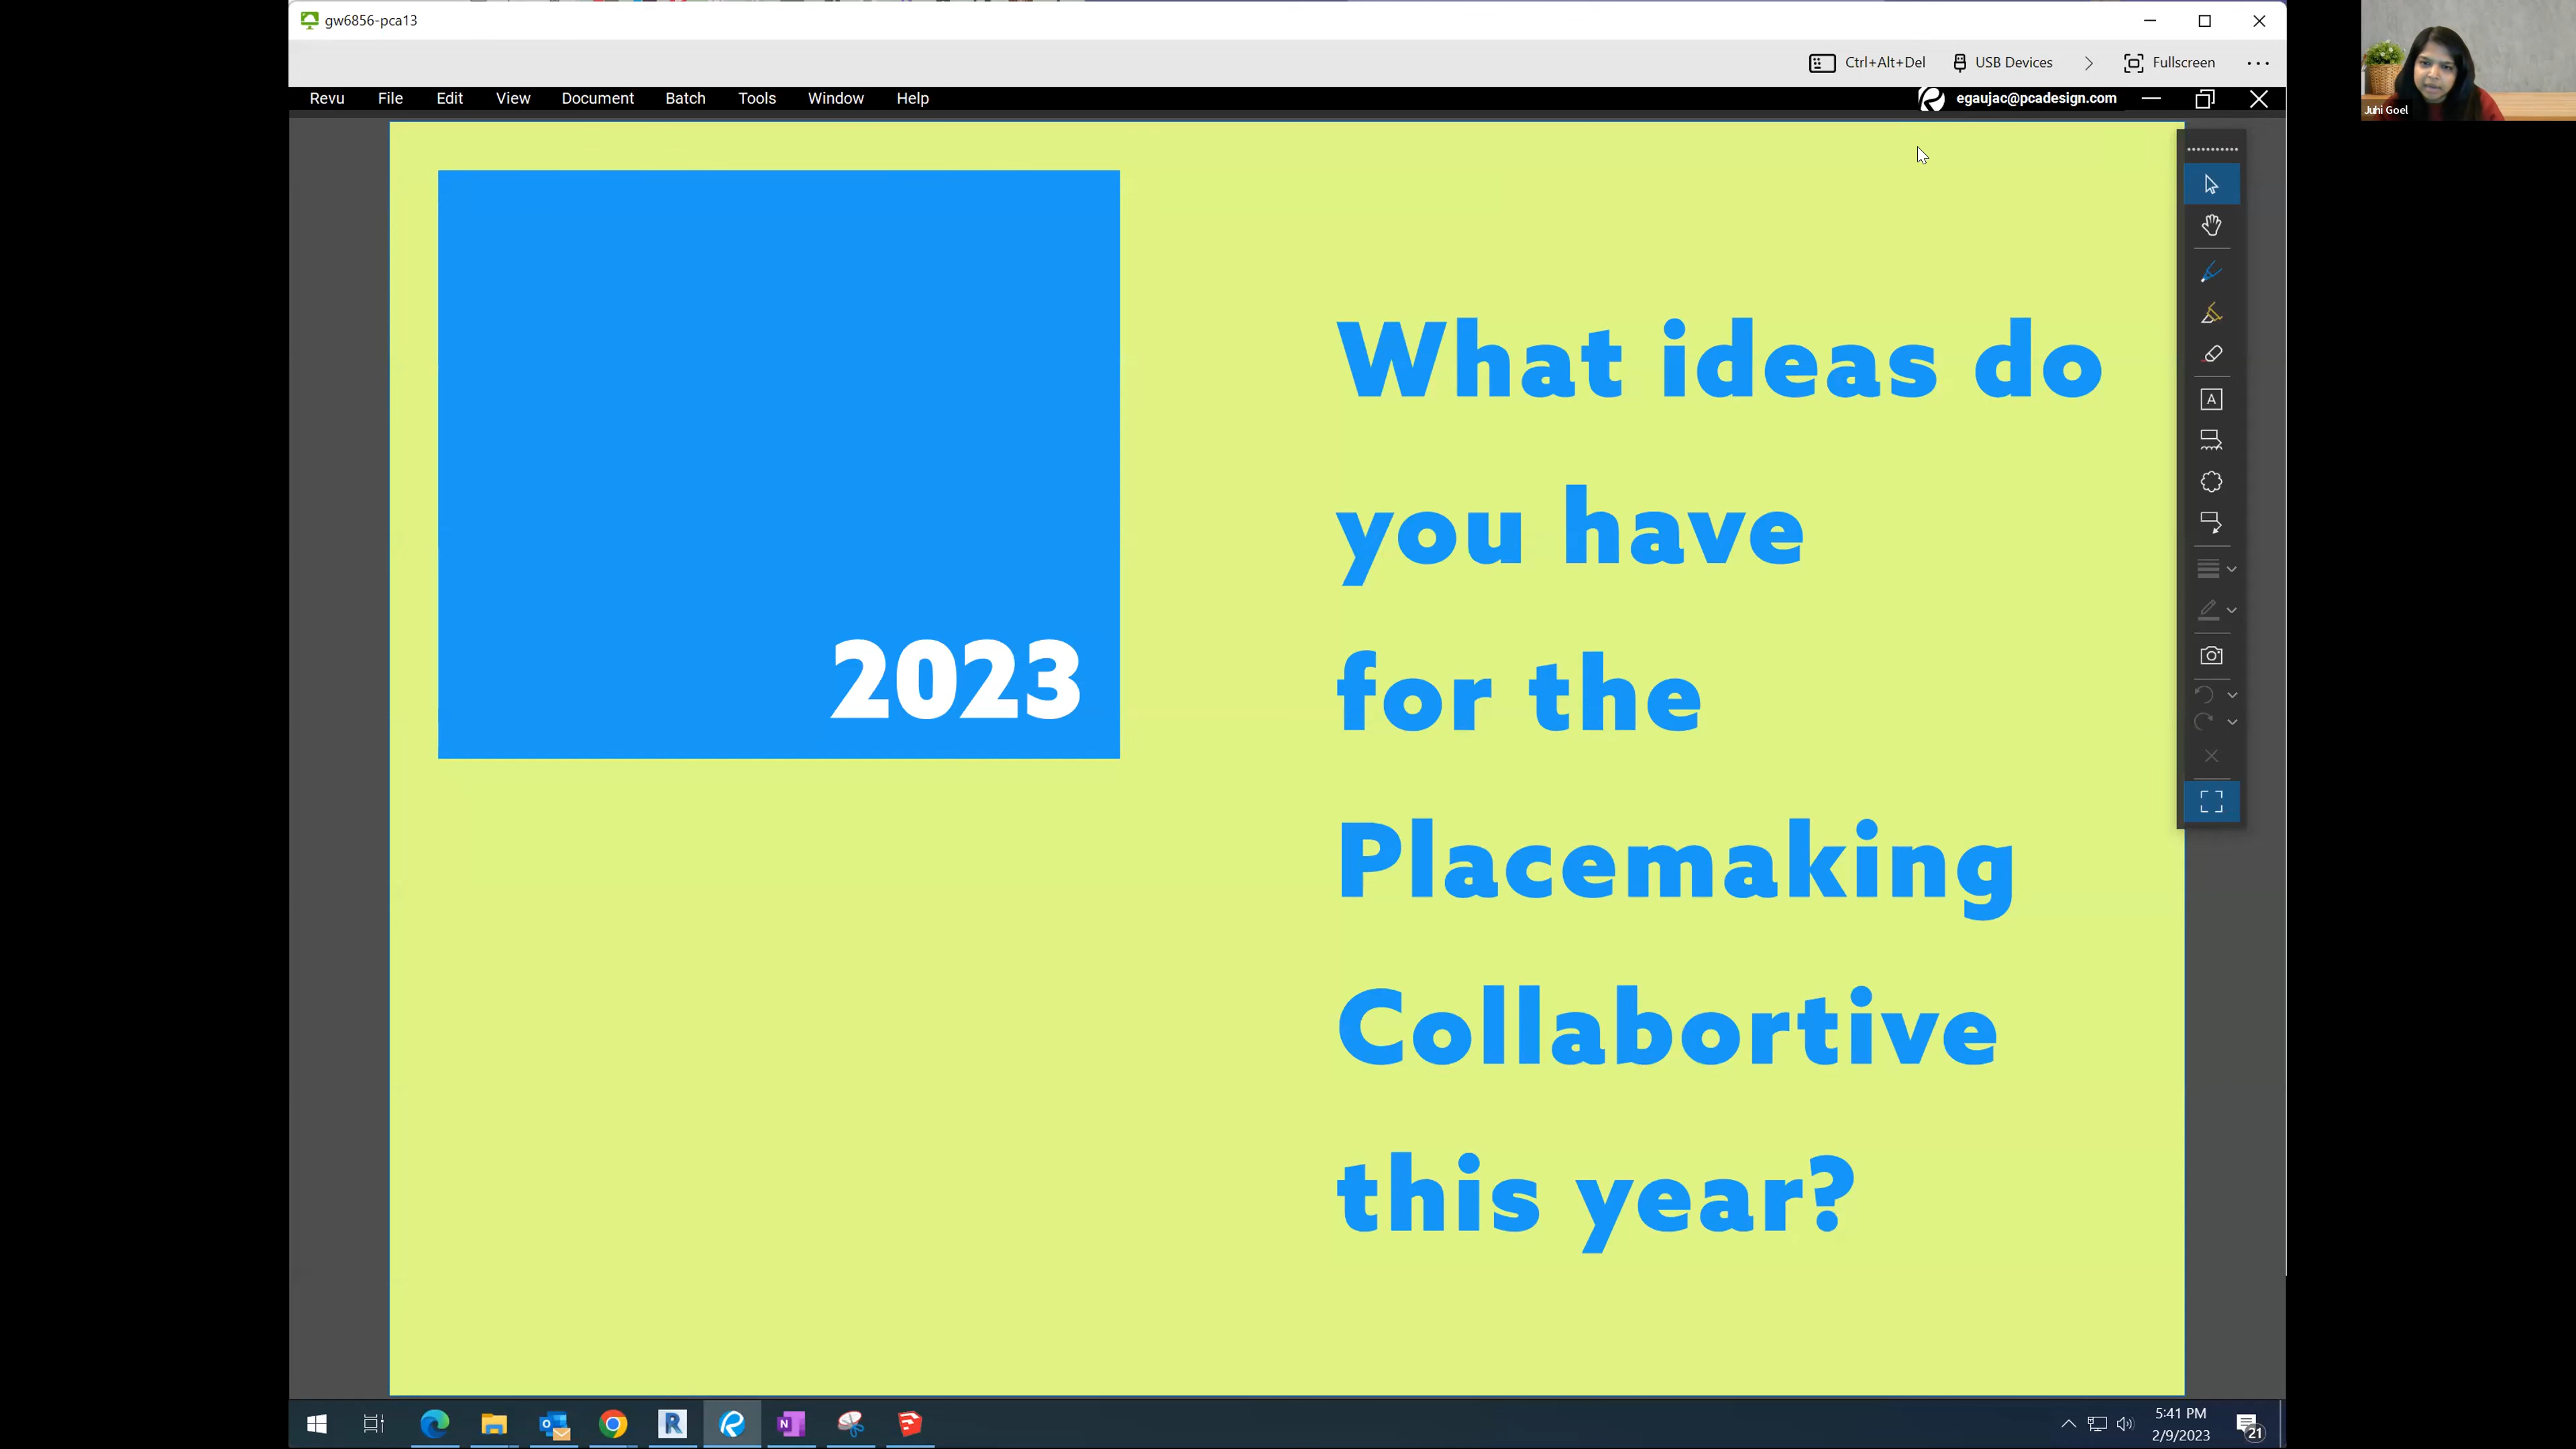 gw6856-pca13
Ctrl+Alt+Del USB Devices Fullscreen
Revu File Edit View Document Batch Tools Window Help egaujac@pcadesign.com
Juhi Goel
What ideas do
you have
for the
Placemaking
Collabortive
this year?
2023
A
5:41 PM
2/9/2023
21